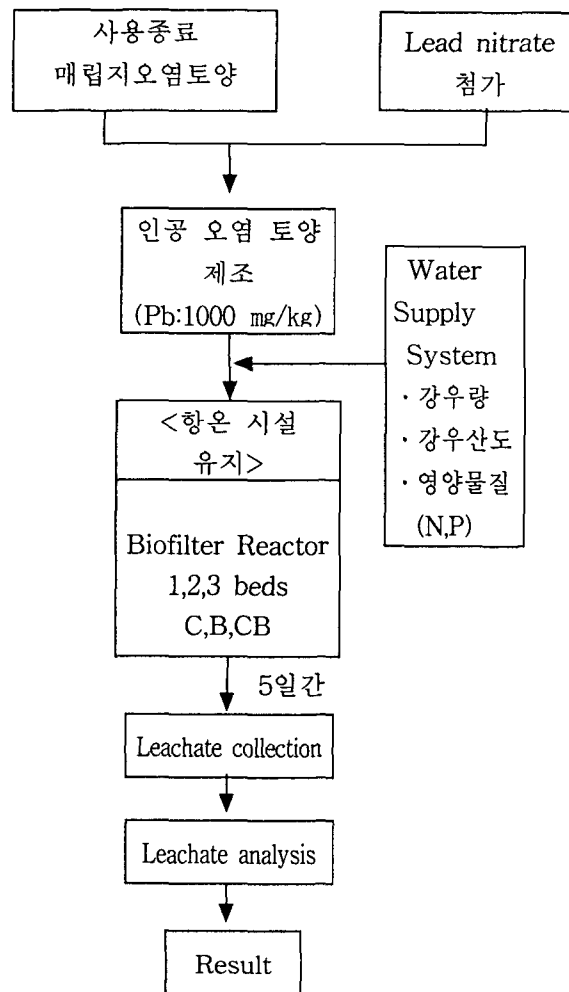 사용종료
매립지오염토양
Lead nitrate
첨가
인공 오염 토양
제조
(Pb:1000 mg/kg)
Water
Supply
System
· 강우량
· 강우산도
· 영양물질
(N,P)
<항온 시설
유지>
Biofilter Reactor
1,2,3 beds
C,B,CB
5일간
Leachate collection
Leachate analysis
Result